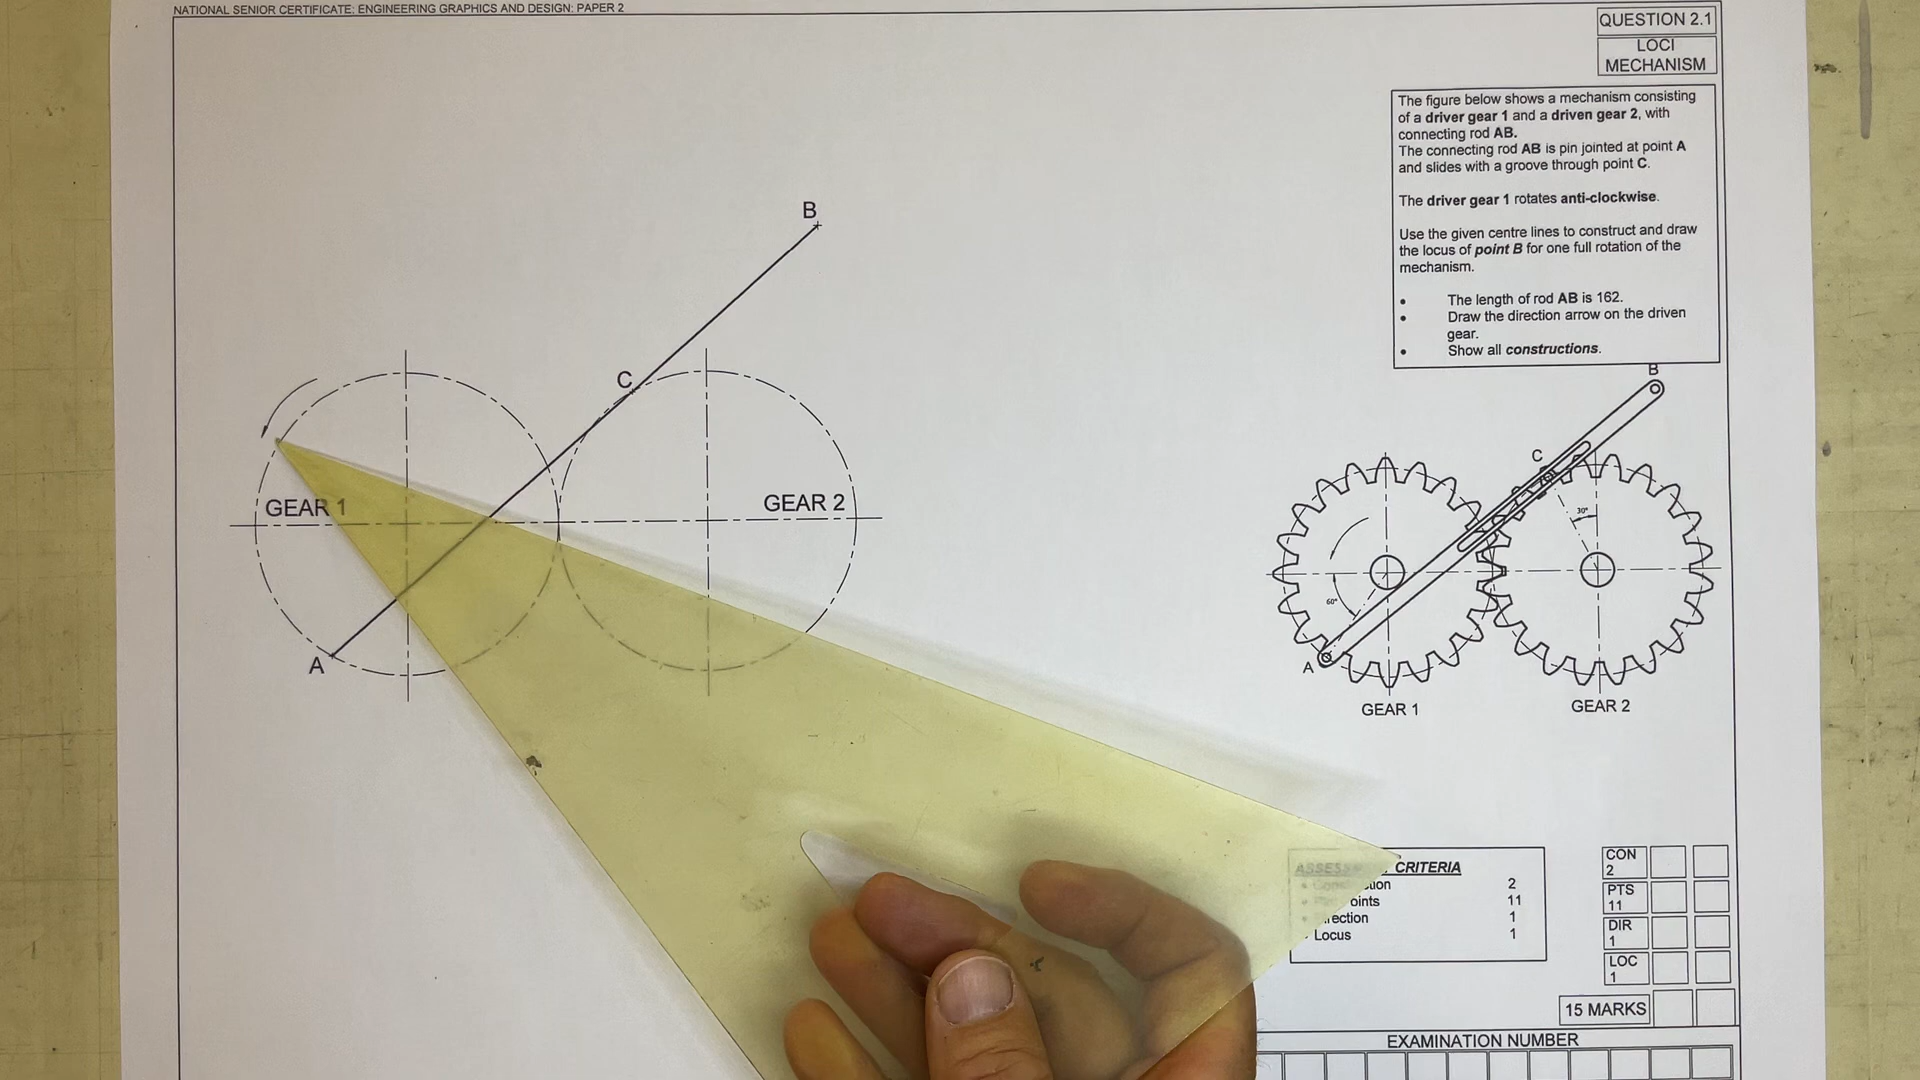 NATIONAL SENIOR CERTIFICATE: ENGINEERING GRAPHICS AND DESIGN: PAPER 2
QUESTION 2.1
LOCI
MECHANISM
The figure below shows a mechanism consisting
of a driver gear 1 and a driven gear 2, with
connecting rod AB.
The connecting rod AB is pin jointed at point A
and slides with a groove through point C.
The driver gear 1 rotates anti-clockwise.
Use the given centre lines to construct and draw
the locus of point B for one full rotation of the
mechanism.
• The length of rod AB is 162.
• Draw the direction arrow on the driven
gear.
• Show all constructions.
B
C
GEAR 1
GEAR 2
A
B
C
30°
60°
A
GEAR 1
GEAR 2
CRITERIA
2
11
1
Locus 1
CON
2
PTS
11
DIR
1
LOC
1
15 MARKS
EXAMINATION NUMBER